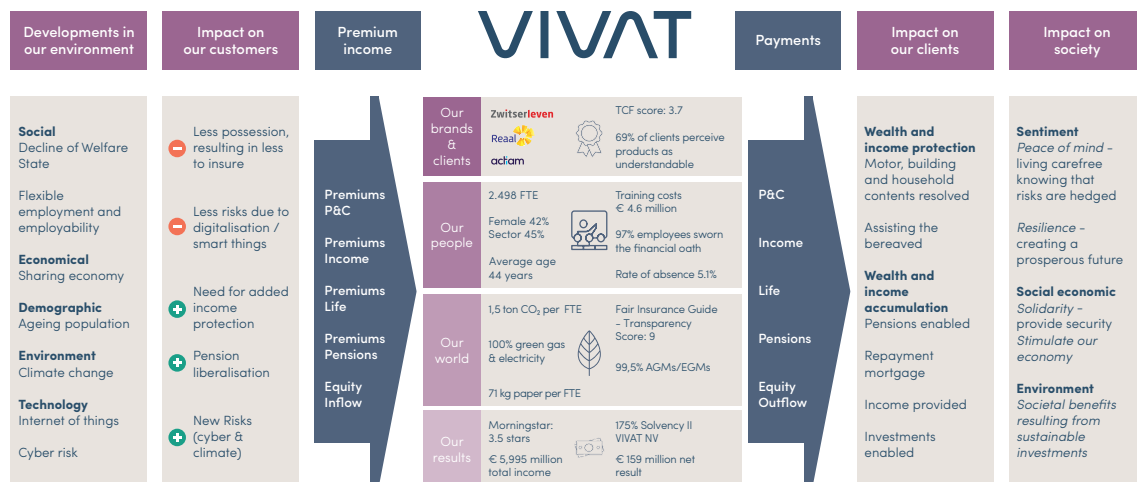 Developments in
our environment
Impact on
our customers
Premium
income
VIVAT
Payments
Impact on
our clients
Impact on
society
Social
Decline of Welfare
State
Flexible
employment and
employability
Economical
Sharing economy
Demographic
Ageing population
Environment
Climate change
Technology
Internet of things
Cyber risk
Less possession,
resulting in less
to insure
Less risks due to
digitalisation /
smart things
Need for added
income
protection
Pension
liberalisation
New Risks
(cyber &
climate)
Premiums
P&C
Premiums
Income
Premiums
Life
Premiums
Pensions
Equity
Inflow
Our
brands
&
clients
Zwitserleven
Reaal
actiam
TCF score: 3.7
69% of clients perceive
products as
understandable
Our
people
2.498 FTE
Female 42%
Sector 45%
Average age
44 years
Training costs
€ 4.6 million
97% employees sworn
the financial oath
Rate of absence 5.1%
Our
world
1,5 ton CO₂ per FTE
100% green gas
& electricity
71 kg paper per FTE
Fair Insurance Guide
- Transparency
Score: 9
99,5% AGMs/EGMs
Our
results
Morningstar:
3.5 stars
€ 5,995 million
total income
175% Solvency II
VIVAT NV
€ 159 million net
result
P&C
Income
Life
Pensions
Equity
Outflow
Wealth and
income protection
Motor, building
and household
contents resolved
Assisting the
bereaved
Wealth and
income
accumulation
Pensions enabled
Repayment
mortgage
Income provided
Investments
enabled
Sentiment
Peace of mind -
living carefree
knowing that
risks are hedged
Resilience -
creating a
prosperous future
Social economic
Solidarity -
provide security
Stimulate our
economy
Environment
Societal benefits
resulting from
sustainable
investments